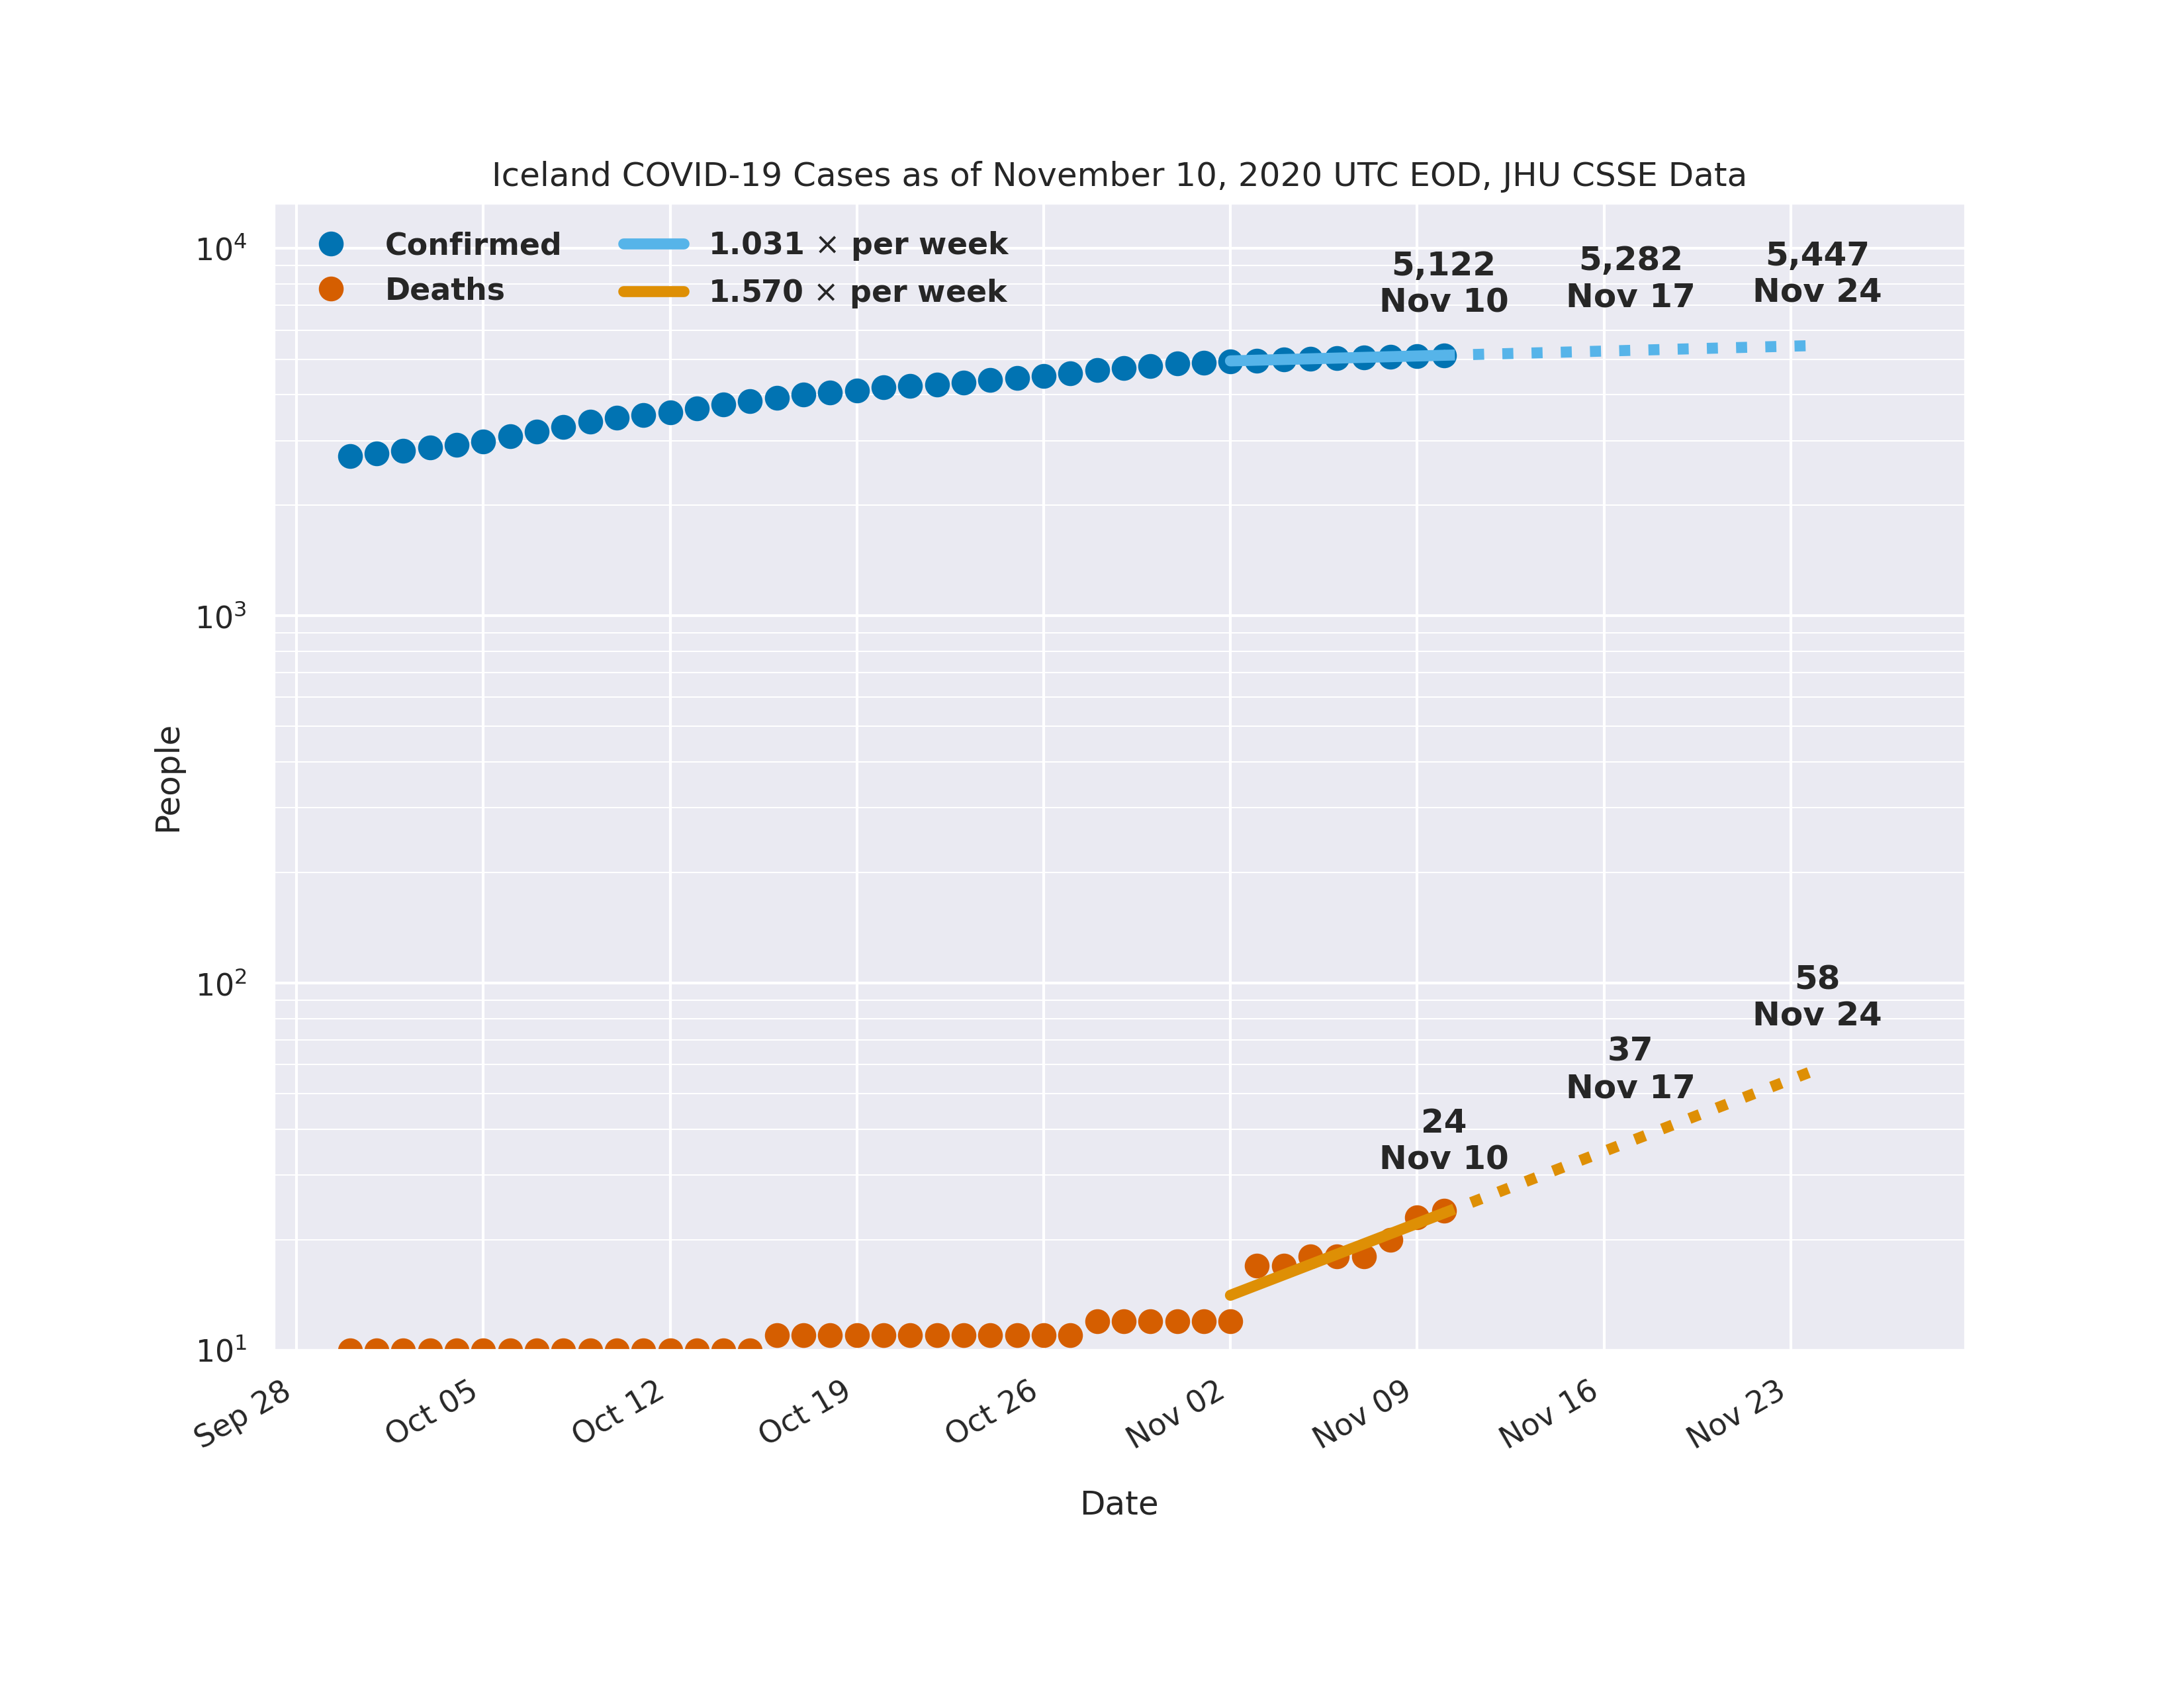 Iceland COVID-19 Cases as of November 10, 2020 UTC EOD, JHU CSSE Data
Confirmed
Deaths
1.031 × per week
1.570 × per week
5,122
Nov 10
5,282
Nov 17
5,447
Nov 24
58
Nov 24
37
Nov 17
24
Nov 10
People
10⁴
10³
10²
10¹
Sep 28
Oct 05
Oct 12
Oct 19
Oct 26
Nov 02
Nov 09
Nov 16
Nov 23
Date